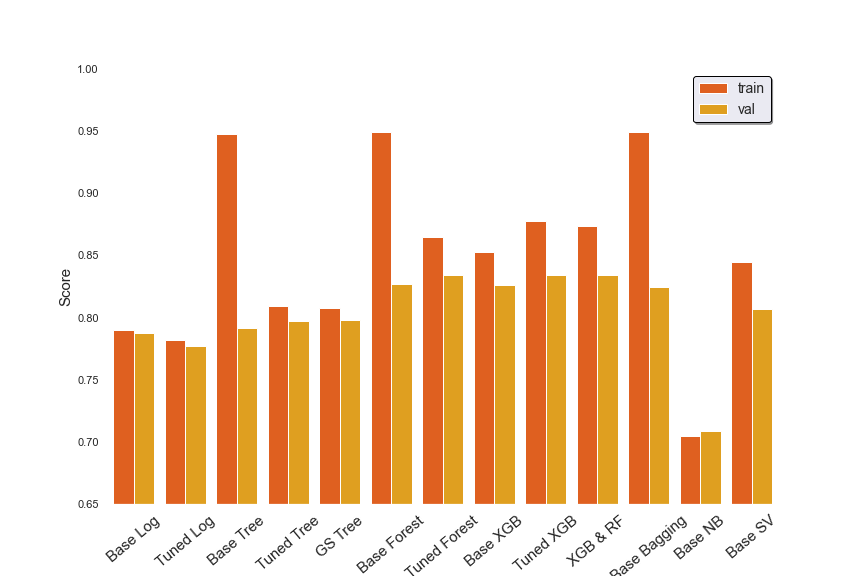 1.00
0.95
0.90
0.85
0.80
0.75
0.70
0.65
Score
train
val
Base Log
Tuned Log
Base Tree
Tuned Tree
GS Tree
Base Forest
Tuned Forest
Base XGB
Tuned XGB
XGB & RF
Base Bagging
Base NB
Base SV